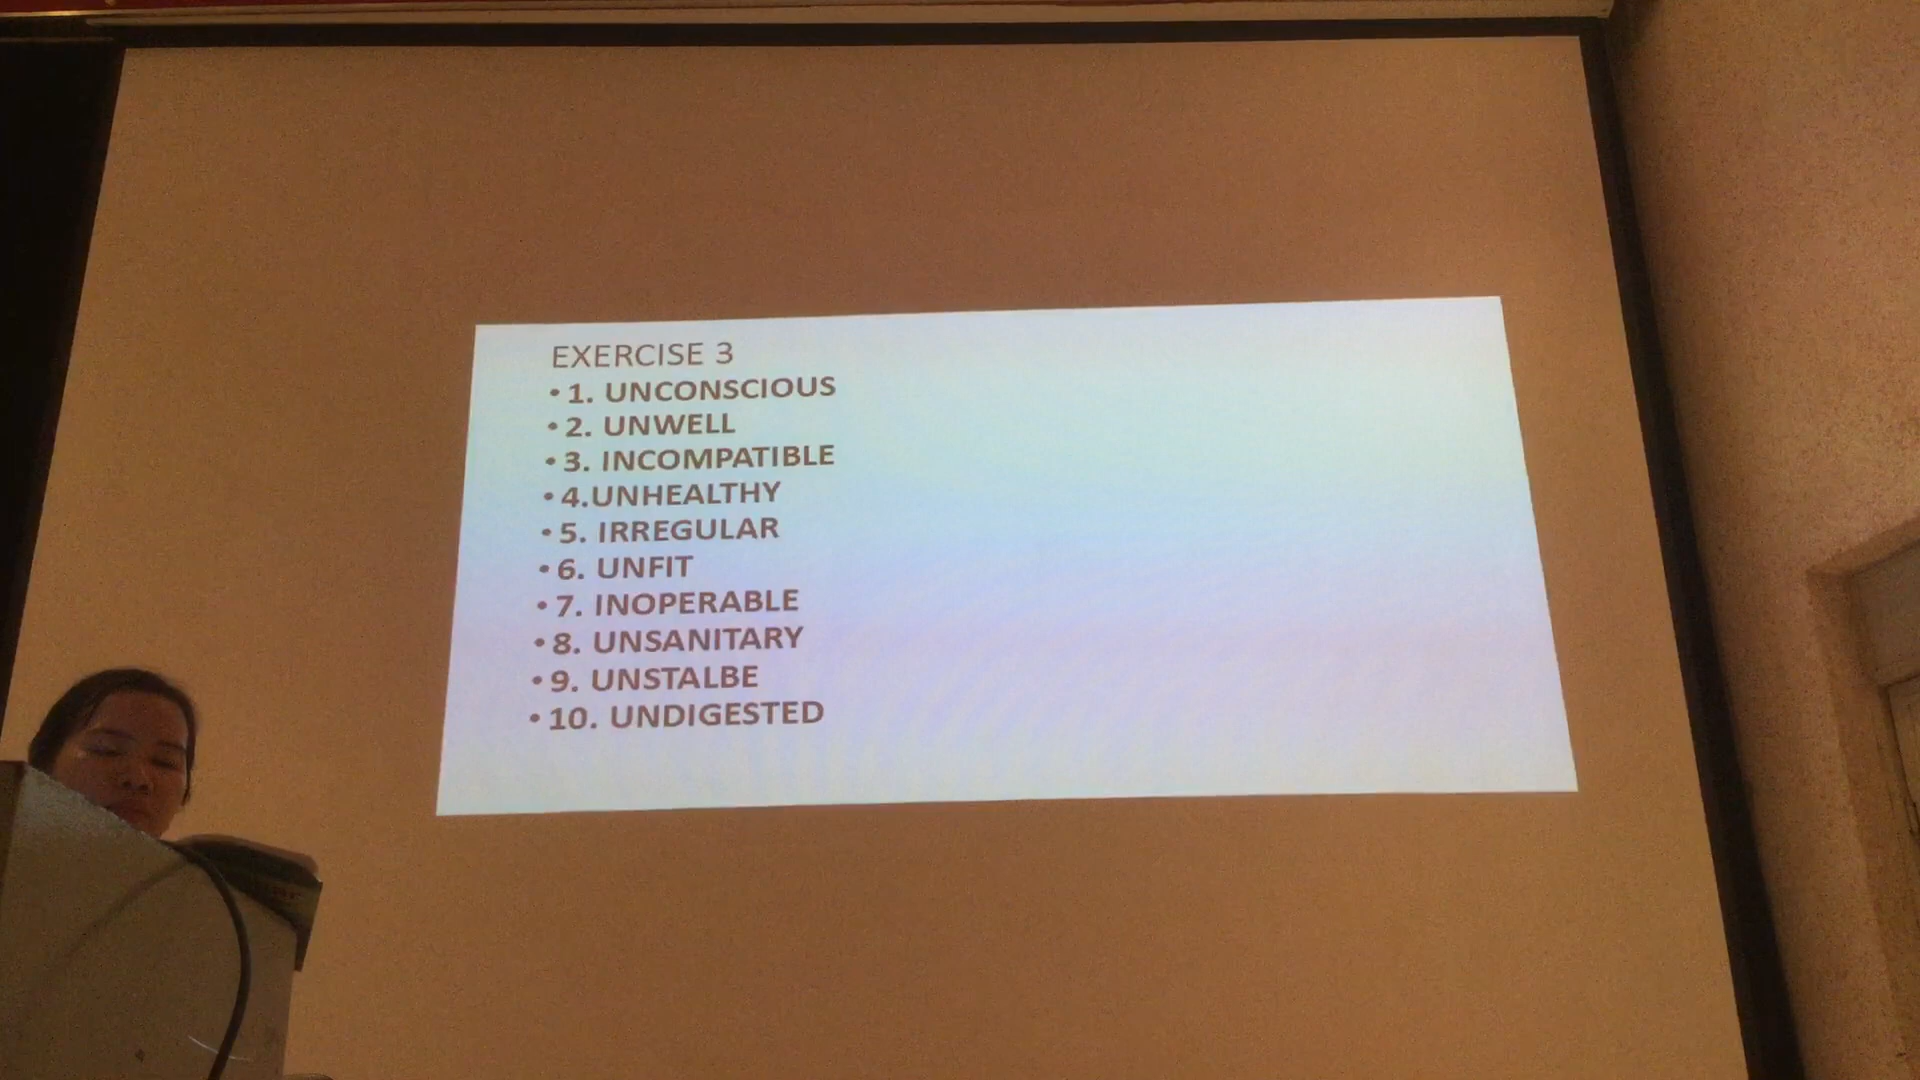 EXERCISE 3
• 1. UNCONSCIOUS
• 2. UNWELL
• 3. INCOMPATIBLE
• 4.UNHEALTHY
• 5. IRREGULAR
• 6. UNFIT
• 7. INOPERABLE
• 8. UNSANITARY
• 9. UNSTALBE
• 10. UNDIGESTED